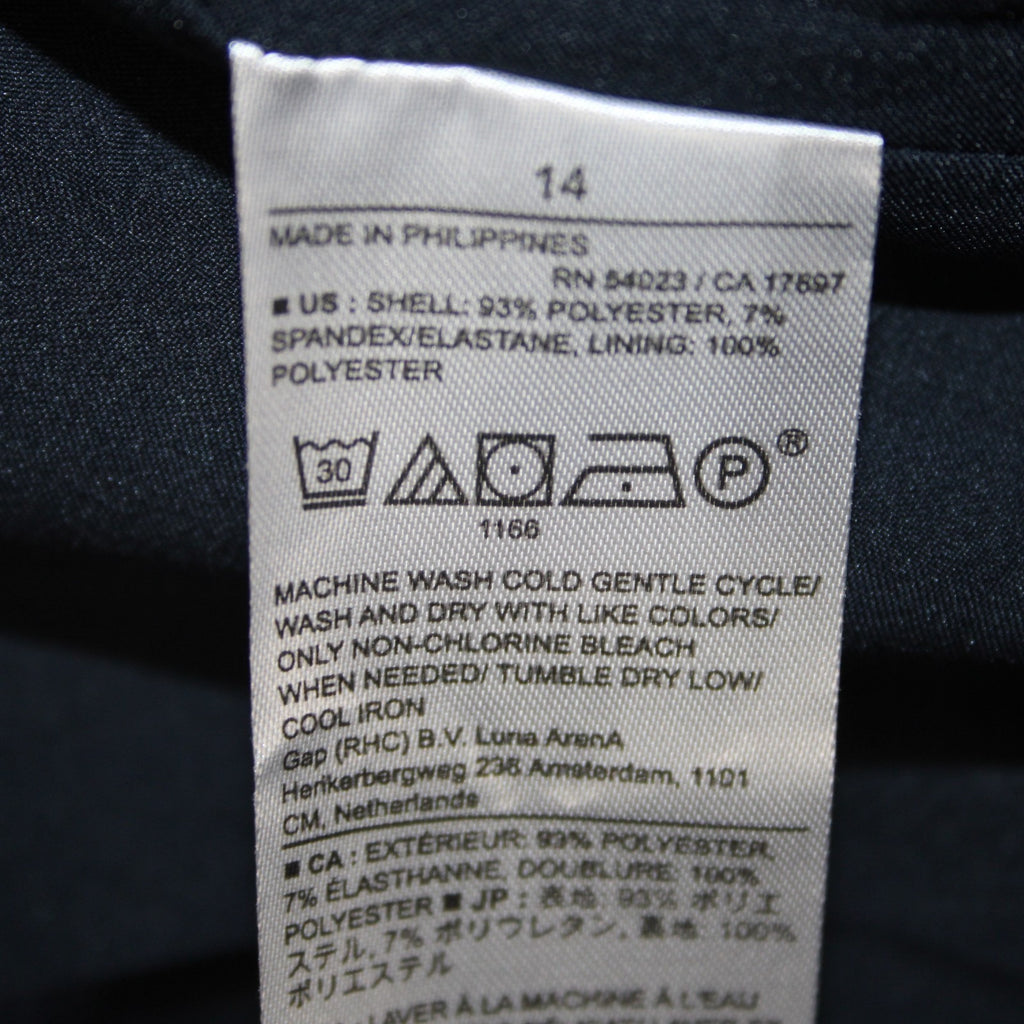 14
MADE IN PHILIPPINES
RN 54023 / CA 17897
■ US : SHELL: 93% POLYESTER, 7%
SPANDEX/ELASTANE, LINING: 100%
POLYESTER
30
P
®
1166
MACHINE WASH COLD GENTLE CYCLE/
WASH AND DRY WITH LIKE COLORS/
ONLY NON-CHLORINE BLEACH
WHEN NEEDED/ TUMBLE DRY LOW/
COOL IRON
Gap (RHC) B.V. Luna ArenA
Herikerbergweg 236 Amsterdam, 1101
CM, Netherlands
■ CA : EXTÉRIEUR: 93% POLYESTER,
7% ÉLASTHANNE, DOUBLURE: 100%
POLYESTER ■ JP : 表地: 93% ポリエ
ステル, 7% ポリウレタン, 裏地: 100%
ポリエステル
LAVER À LA MACHINE À L'EAU